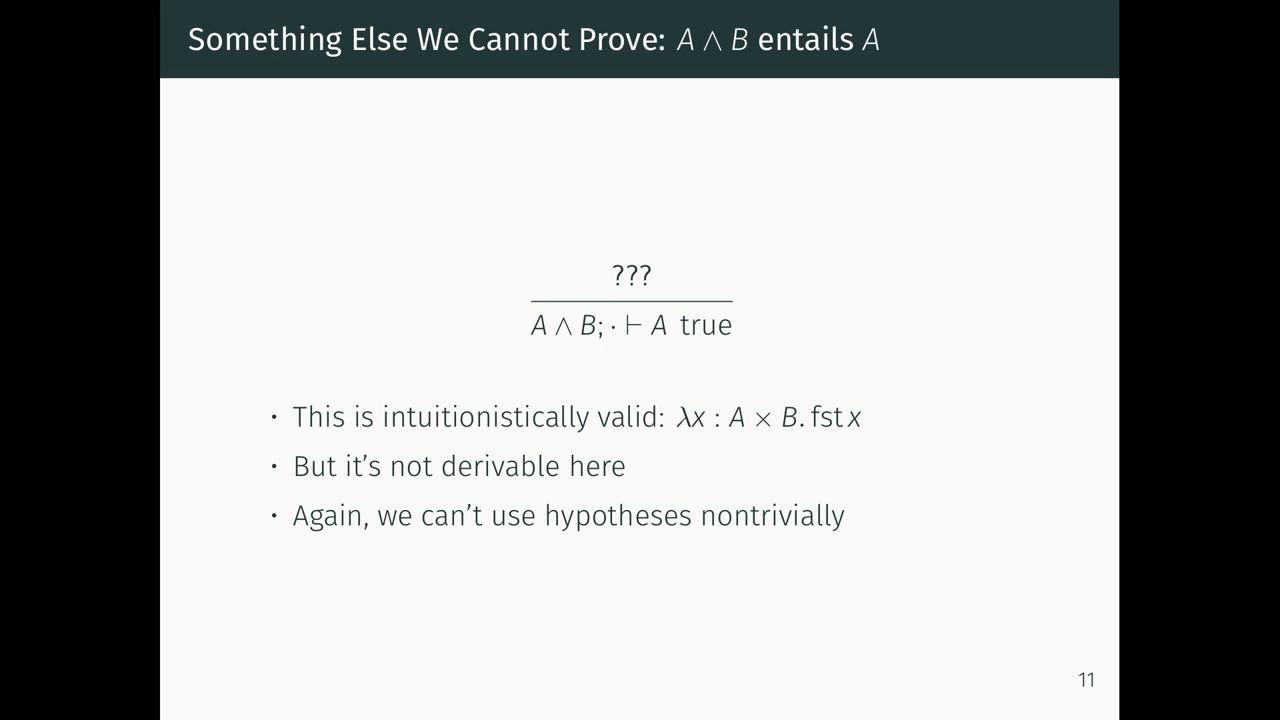 Something Else We Cannot Prove: A ∧ B entails A
???
A ∧ B; · ⊢ A true
· This is intuitionistically valid: λx : A × B. fst x
· But it’s not derivable here
· Again, we can’t use hypotheses nontrivially
11